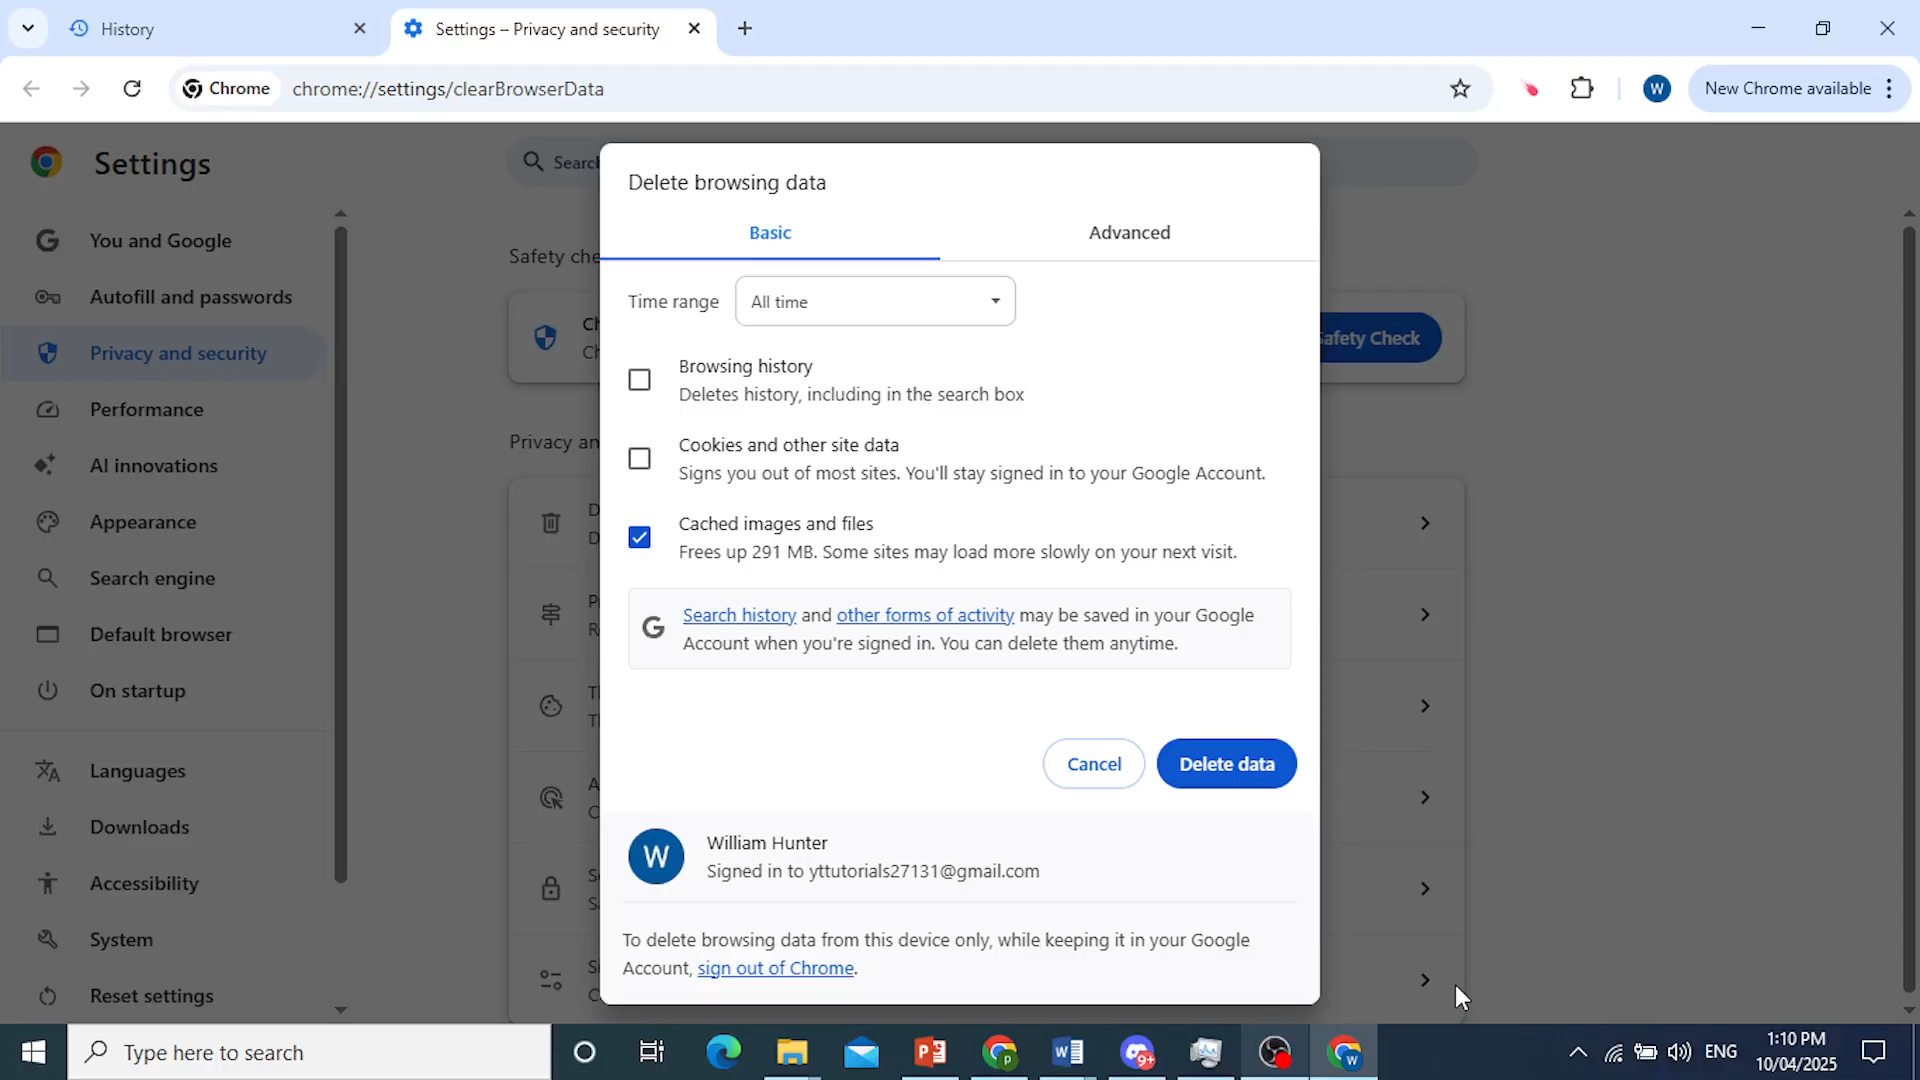 History
Settings – Privacy and security
Chrome
chrome://settings/clearBrowserData
W
New Chrome available
Settings
Delete browsing data
Basic
Advanced
Time range
All time
Browsing history
Deletes history, including in the search box
Cookies and other site data
Signs you out of most sites. You'll stay signed in to your Google Account.
Cached images and files
Frees up 291 MB. Some sites may load more slowly on your next visit.
Search history and other forms of activity may be saved in your Google
Account when you're signed in. You can delete them anytime.
Cancel
Delete data
W
William Hunter
Signed in to yttutorials27131@gmail.com
To delete browsing data from this device only, while keeping it in your Google
Account, sign out of Chrome.
You and Google
Autofill and passwords
Privacy and security
Performance
AI innovations
Appearance
Search engine
Default browser
On startup
Languages
Downloads
Accessibility
System
Reset settings
Safety
Check
Type here to search
9+
ENG
1:10 PM
10/04/2025